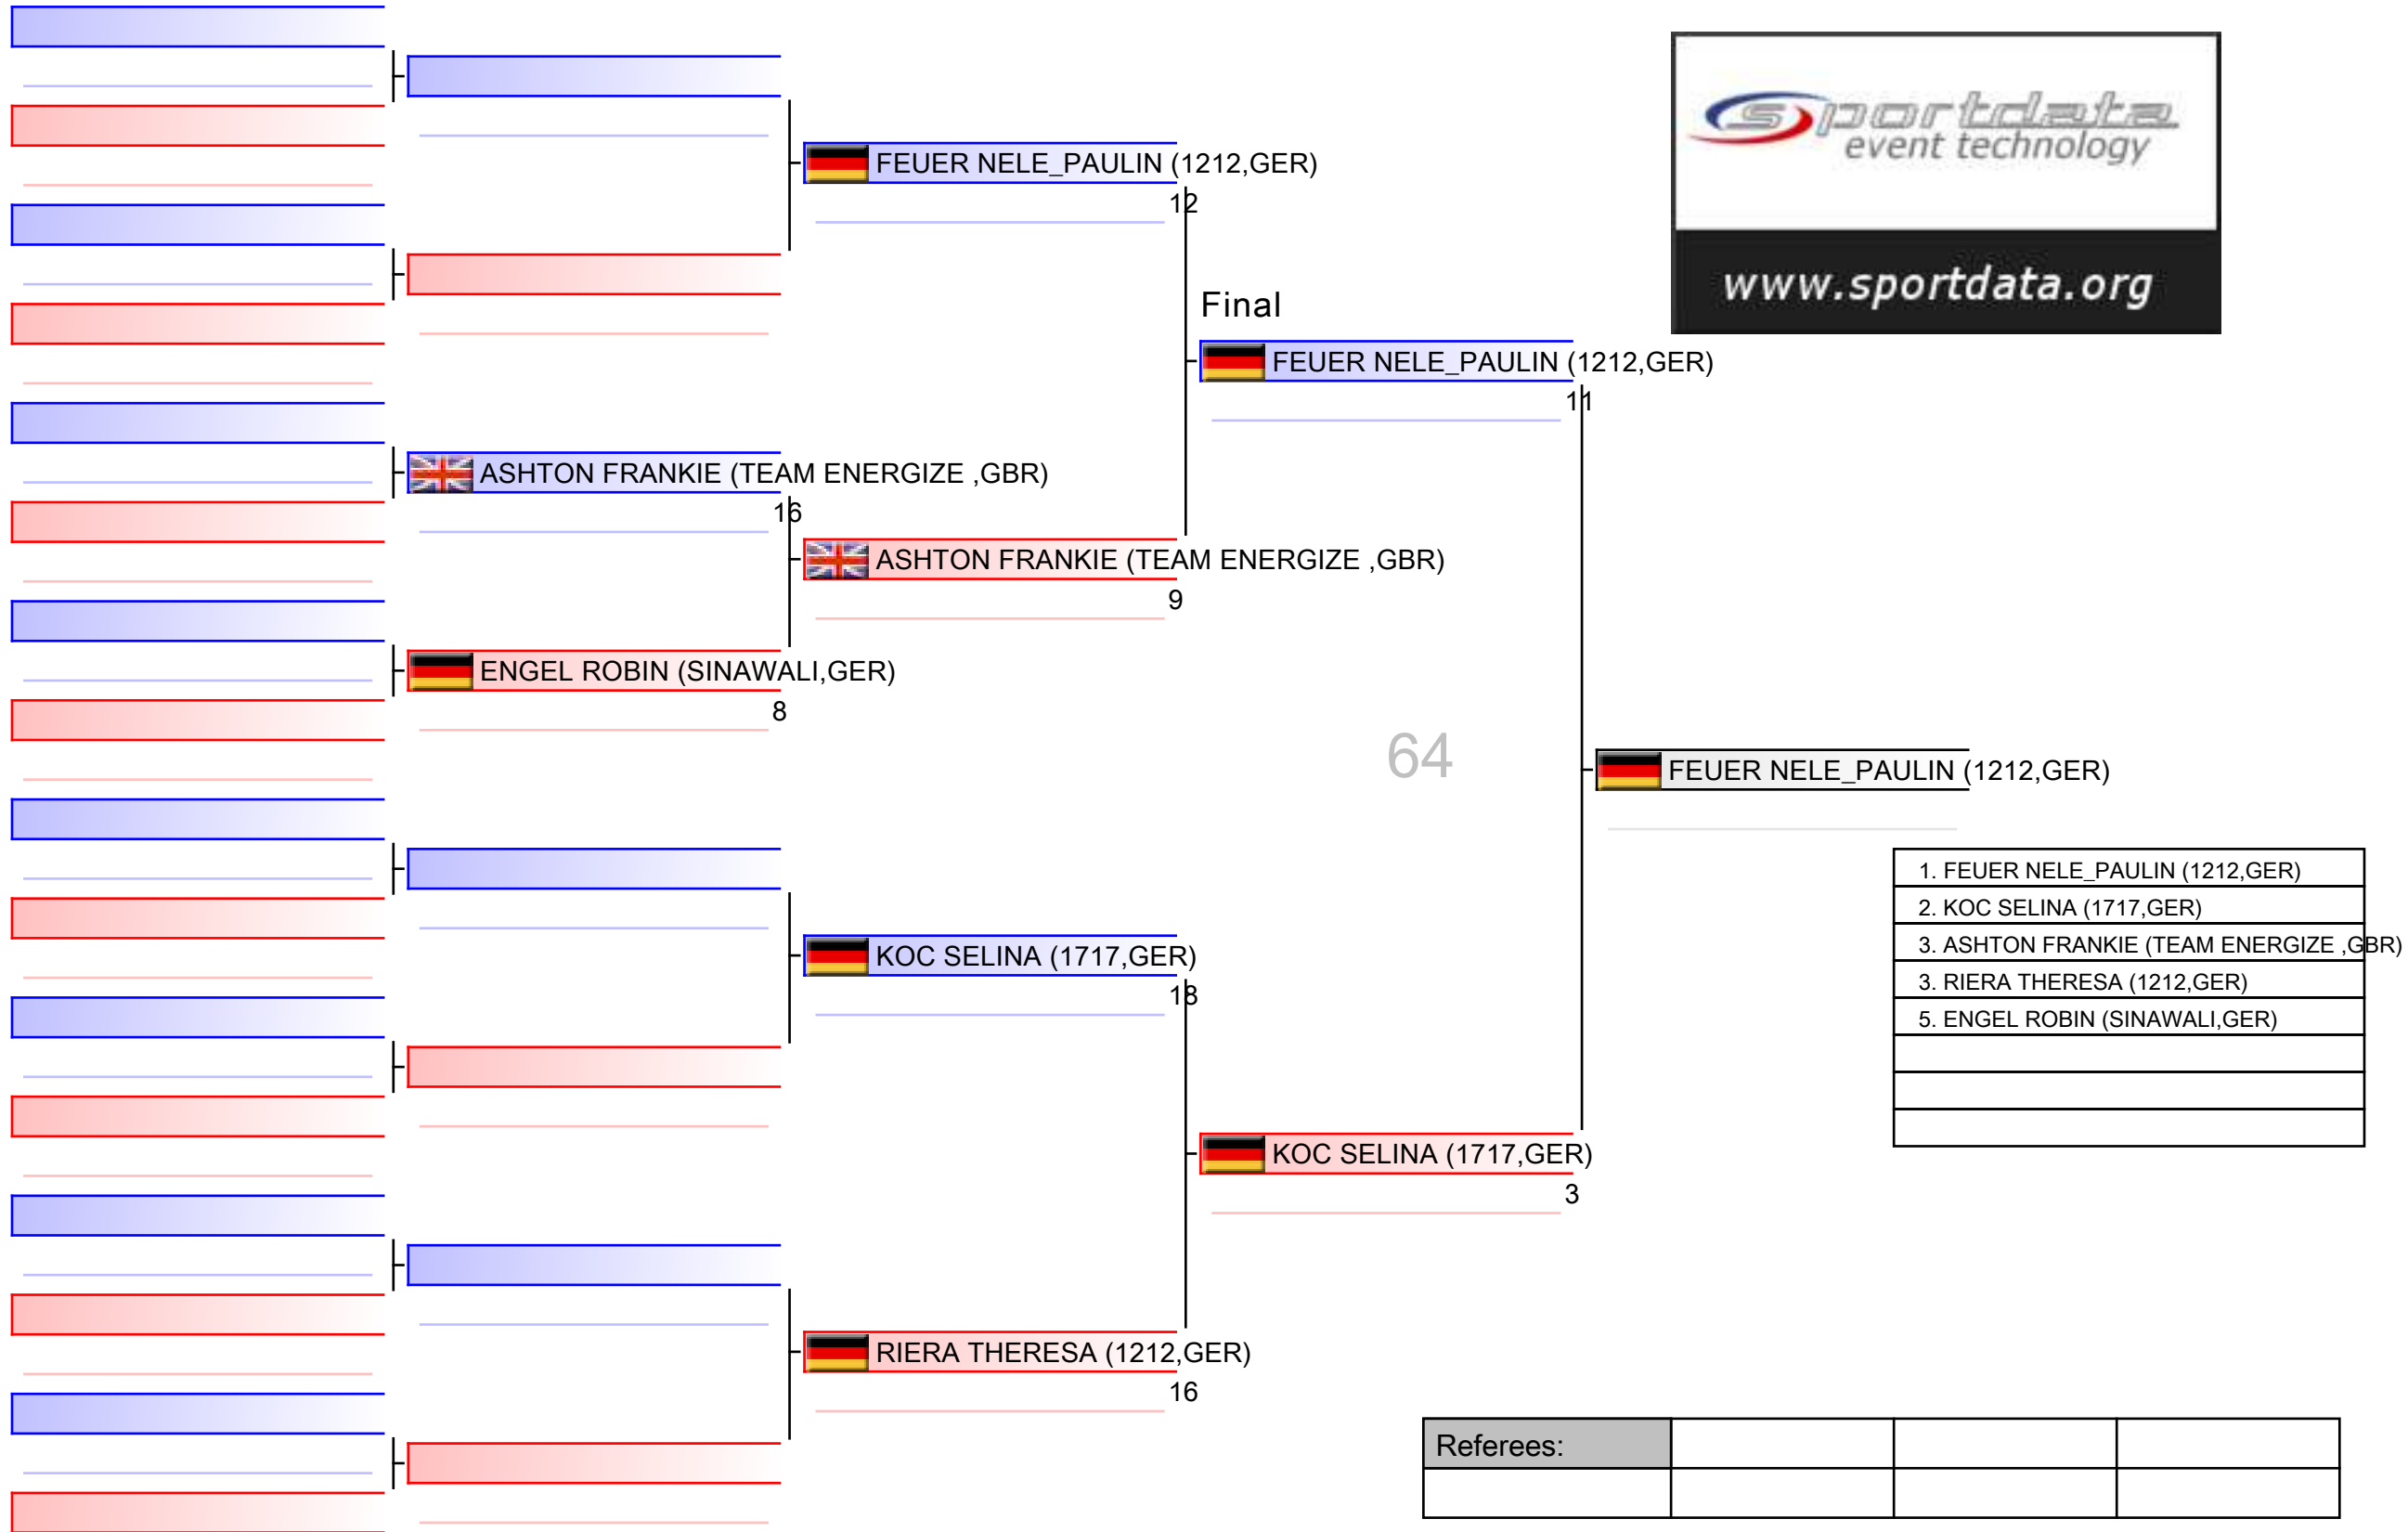 sportdata
event technology
www.sportdata.org
FEUER NELE_PAULIN (1212,GER)
12
Final
FEUER NELE_PAULIN (1212,GER)
11
ASHTON FRANKIE (TEAM ENERGIZE ,GBR)
16
ASHTON FRANKIE (TEAM ENERGIZE ,GBR)
9
ENGEL ROBIN (SINAWALI,GER)
8
64
FEUER NELE_PAULIN (1212,GER)
1. FEUER NELE_PAULIN (1212,GER)
2. KOC SELINA (1717,GER)
3. ASHTON FRANKIE (TEAM ENERGIZE ,GBR)
3. RIERA THERESA (1212,GER)
5. ENGEL ROBIN (SINAWALI,GER)
KOC SELINA (1717,GER)
18
KOC SELINA (1717,GER)
3
RIERA THERESA (1212,GER)
16
Referees: